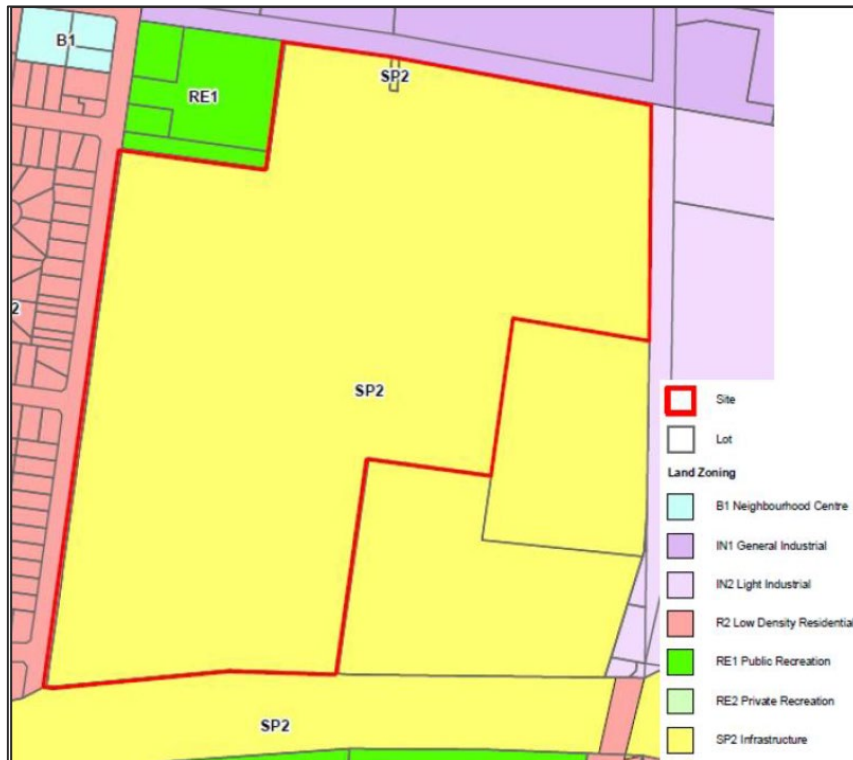 B1
SP2
RE1
2
SP2
SP2
Site
Lot
Land Zoning
B1 Neighbourhood Centre
IN1 General Industrial
IN2 Light Industrial
R2 Low Density Residential
RE1 Public Recreation
RE2 Private Recreation
SP2 Infrastructure